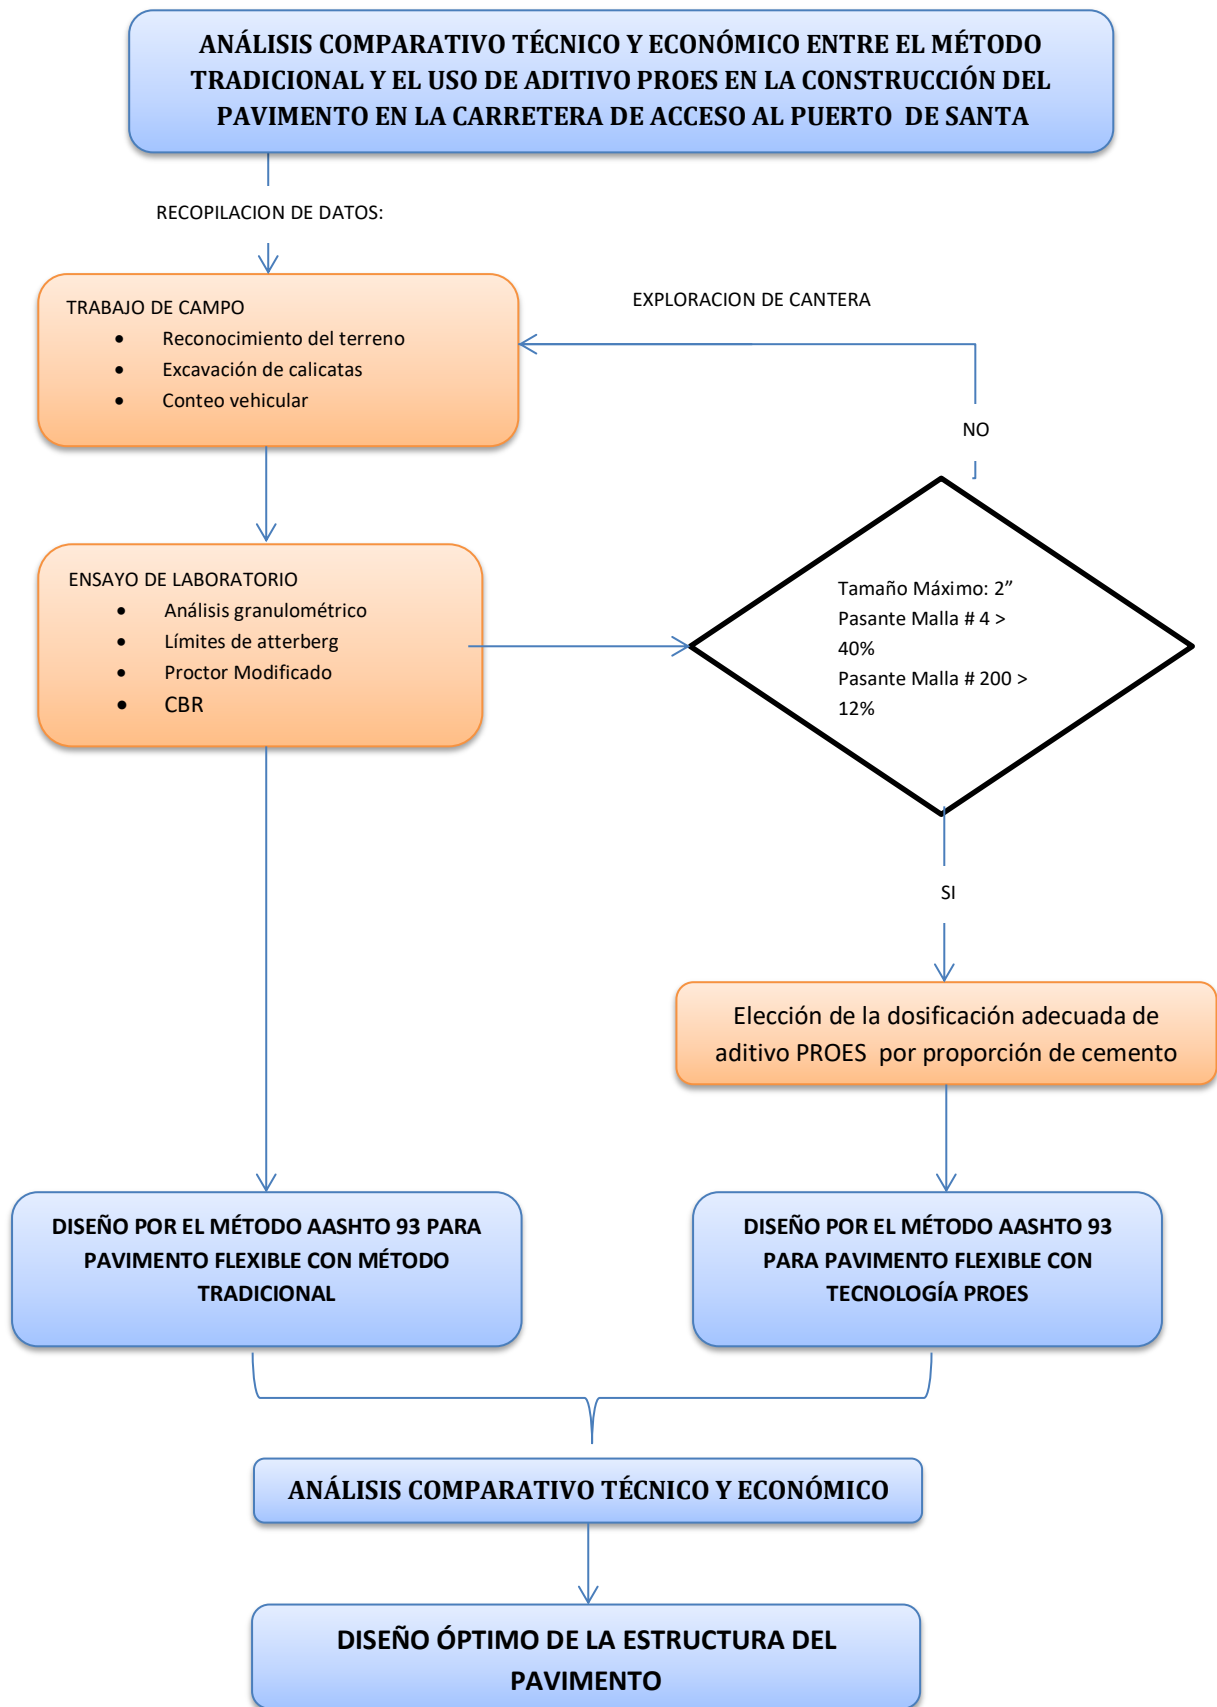 ANÁLISIS COMPARATIVO TÉCNICO Y ECONÓMICO ENTRE EL MÉTODO
TRADICIONAL Y EL USO DE ADITIVO PROES EN LA CONSTRUCCIÓN DEL
PAVIMENTO EN LA CARRETERA DE ACCESO AL PUERTO DE SANTA
RECOPILACION DE DATOS:
TRABAJO DE CAMPO
• Reconocimiento del terreno
• Excavación de calicatas
• Conteo vehicular
EXPLORACION DE CANTERA
NO
ENSAYO DE LABORATORIO
• Análisis granulométrico
• Límites de atterberg
• Proctor Modificado
• CBR
Tamaño Máximo: 2”
Pasante Malla # 4 >
40%
Pasante Malla # 200 >
12%
SI
Elección de la dosificación adecuada de
aditivo PROES por proporción de cemento
DISEÑO POR EL MÉTODO AASHTO 93 PARA
PAVIMENTO FLEXIBLE CON MÉTODO
TRADICIONAL
DISEÑO POR EL MÉTODO AASHTO 93
PARA PAVIMENTO FLEXIBLE CON
TECNOLOGÍA PROES
ANÁLISIS COMPARATIVO TÉCNICO Y ECONÓMICO
DISEÑO ÓPTIMO DE LA ESTRUCTURA DEL
PAVIMENTO